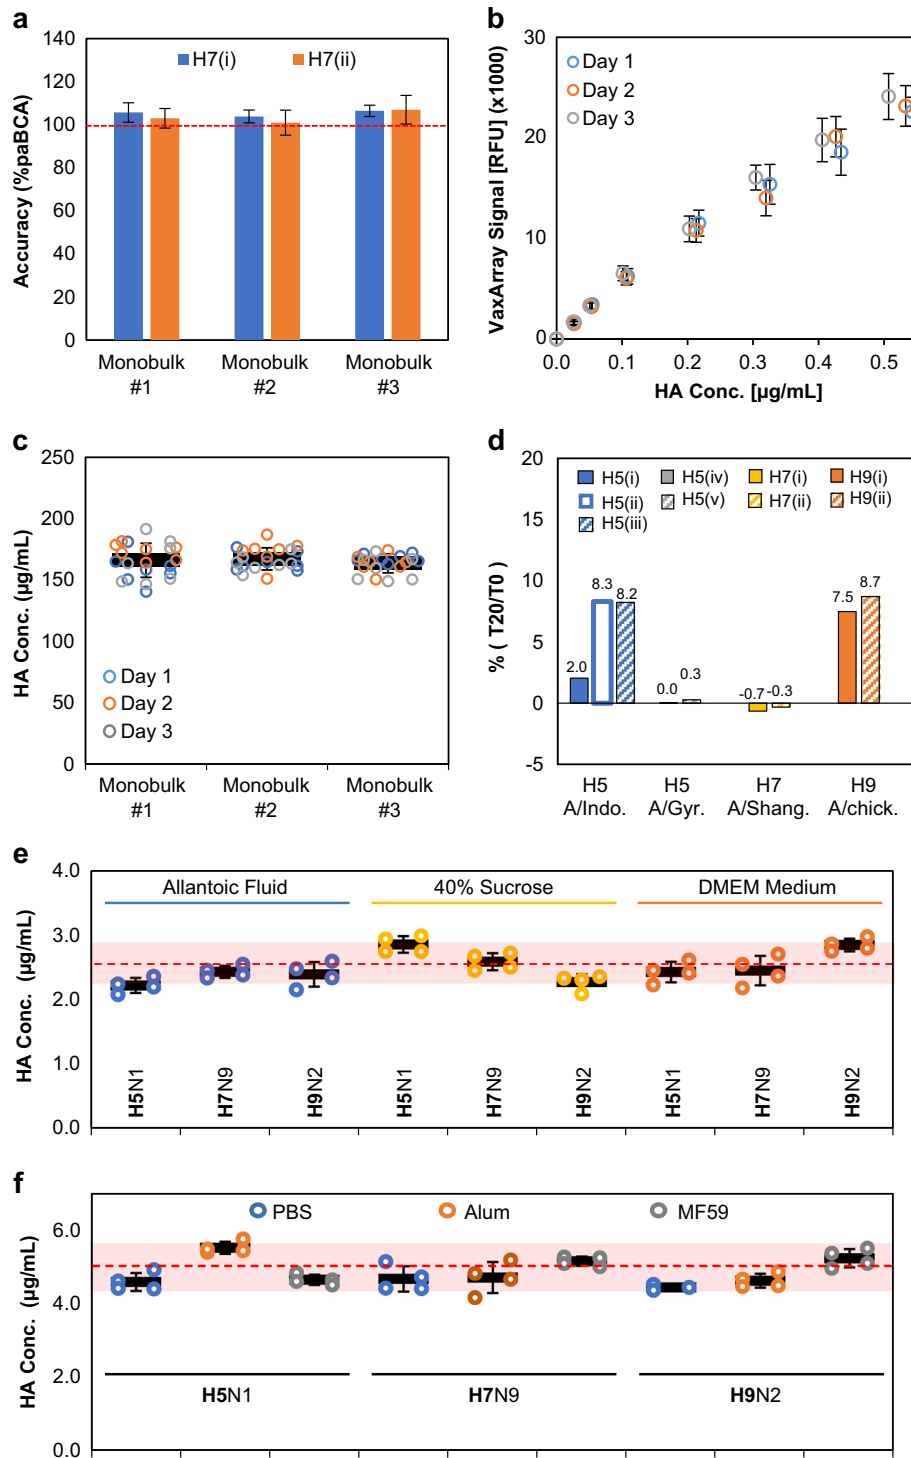 a
Accuracy (%paBCA)
140
120
100
80
60
40
20
0
H7(i) H7(ii)
Monobulk #1
Monobulk #2
Monobulk #3
b
VaxArray Signal [RFU] (x1000)
30
20
10
0
Day 1
Day 2
Day 3
0.0 0.1 0.2 0.3 0.4 0.5
HA Conc. [µg/mL]
c
HA Conc. (µg/mL)
250
200
150
100
50
0
Day 1
Day 2
Day 3
Monobulk #1
Monobulk #2
Monobulk #3
d
% ( T20/T0)
20
15
10
5
0
-5
H5(i) H5(iv) H7(i) H9(i)
H5(ii) H5(v) H7(ii) H9(ii)
H5(iii)
2.0 8.3 8.2 0.0 0.3 -0.7 -0.3 7.5 8.7
H5 A/Indo.
H5 A/Gyr.
H7 A/Shang.
H9 A/chick.
e
HA Conc. (µg/mL)
4.0
3.0
2.0
1.0
0.0
Allantoic Fluid 40% Sucrose DMEM Medium
H5N1 H7N9 H9N2 H5N1 H7N9 H9N2 H5N1 H7N9 H9N2
f
HA Conc. (µg/mL)
6.0
4.0
2.0
0.0
PBS Alum MF59
H5N1 H7N9 H9N2